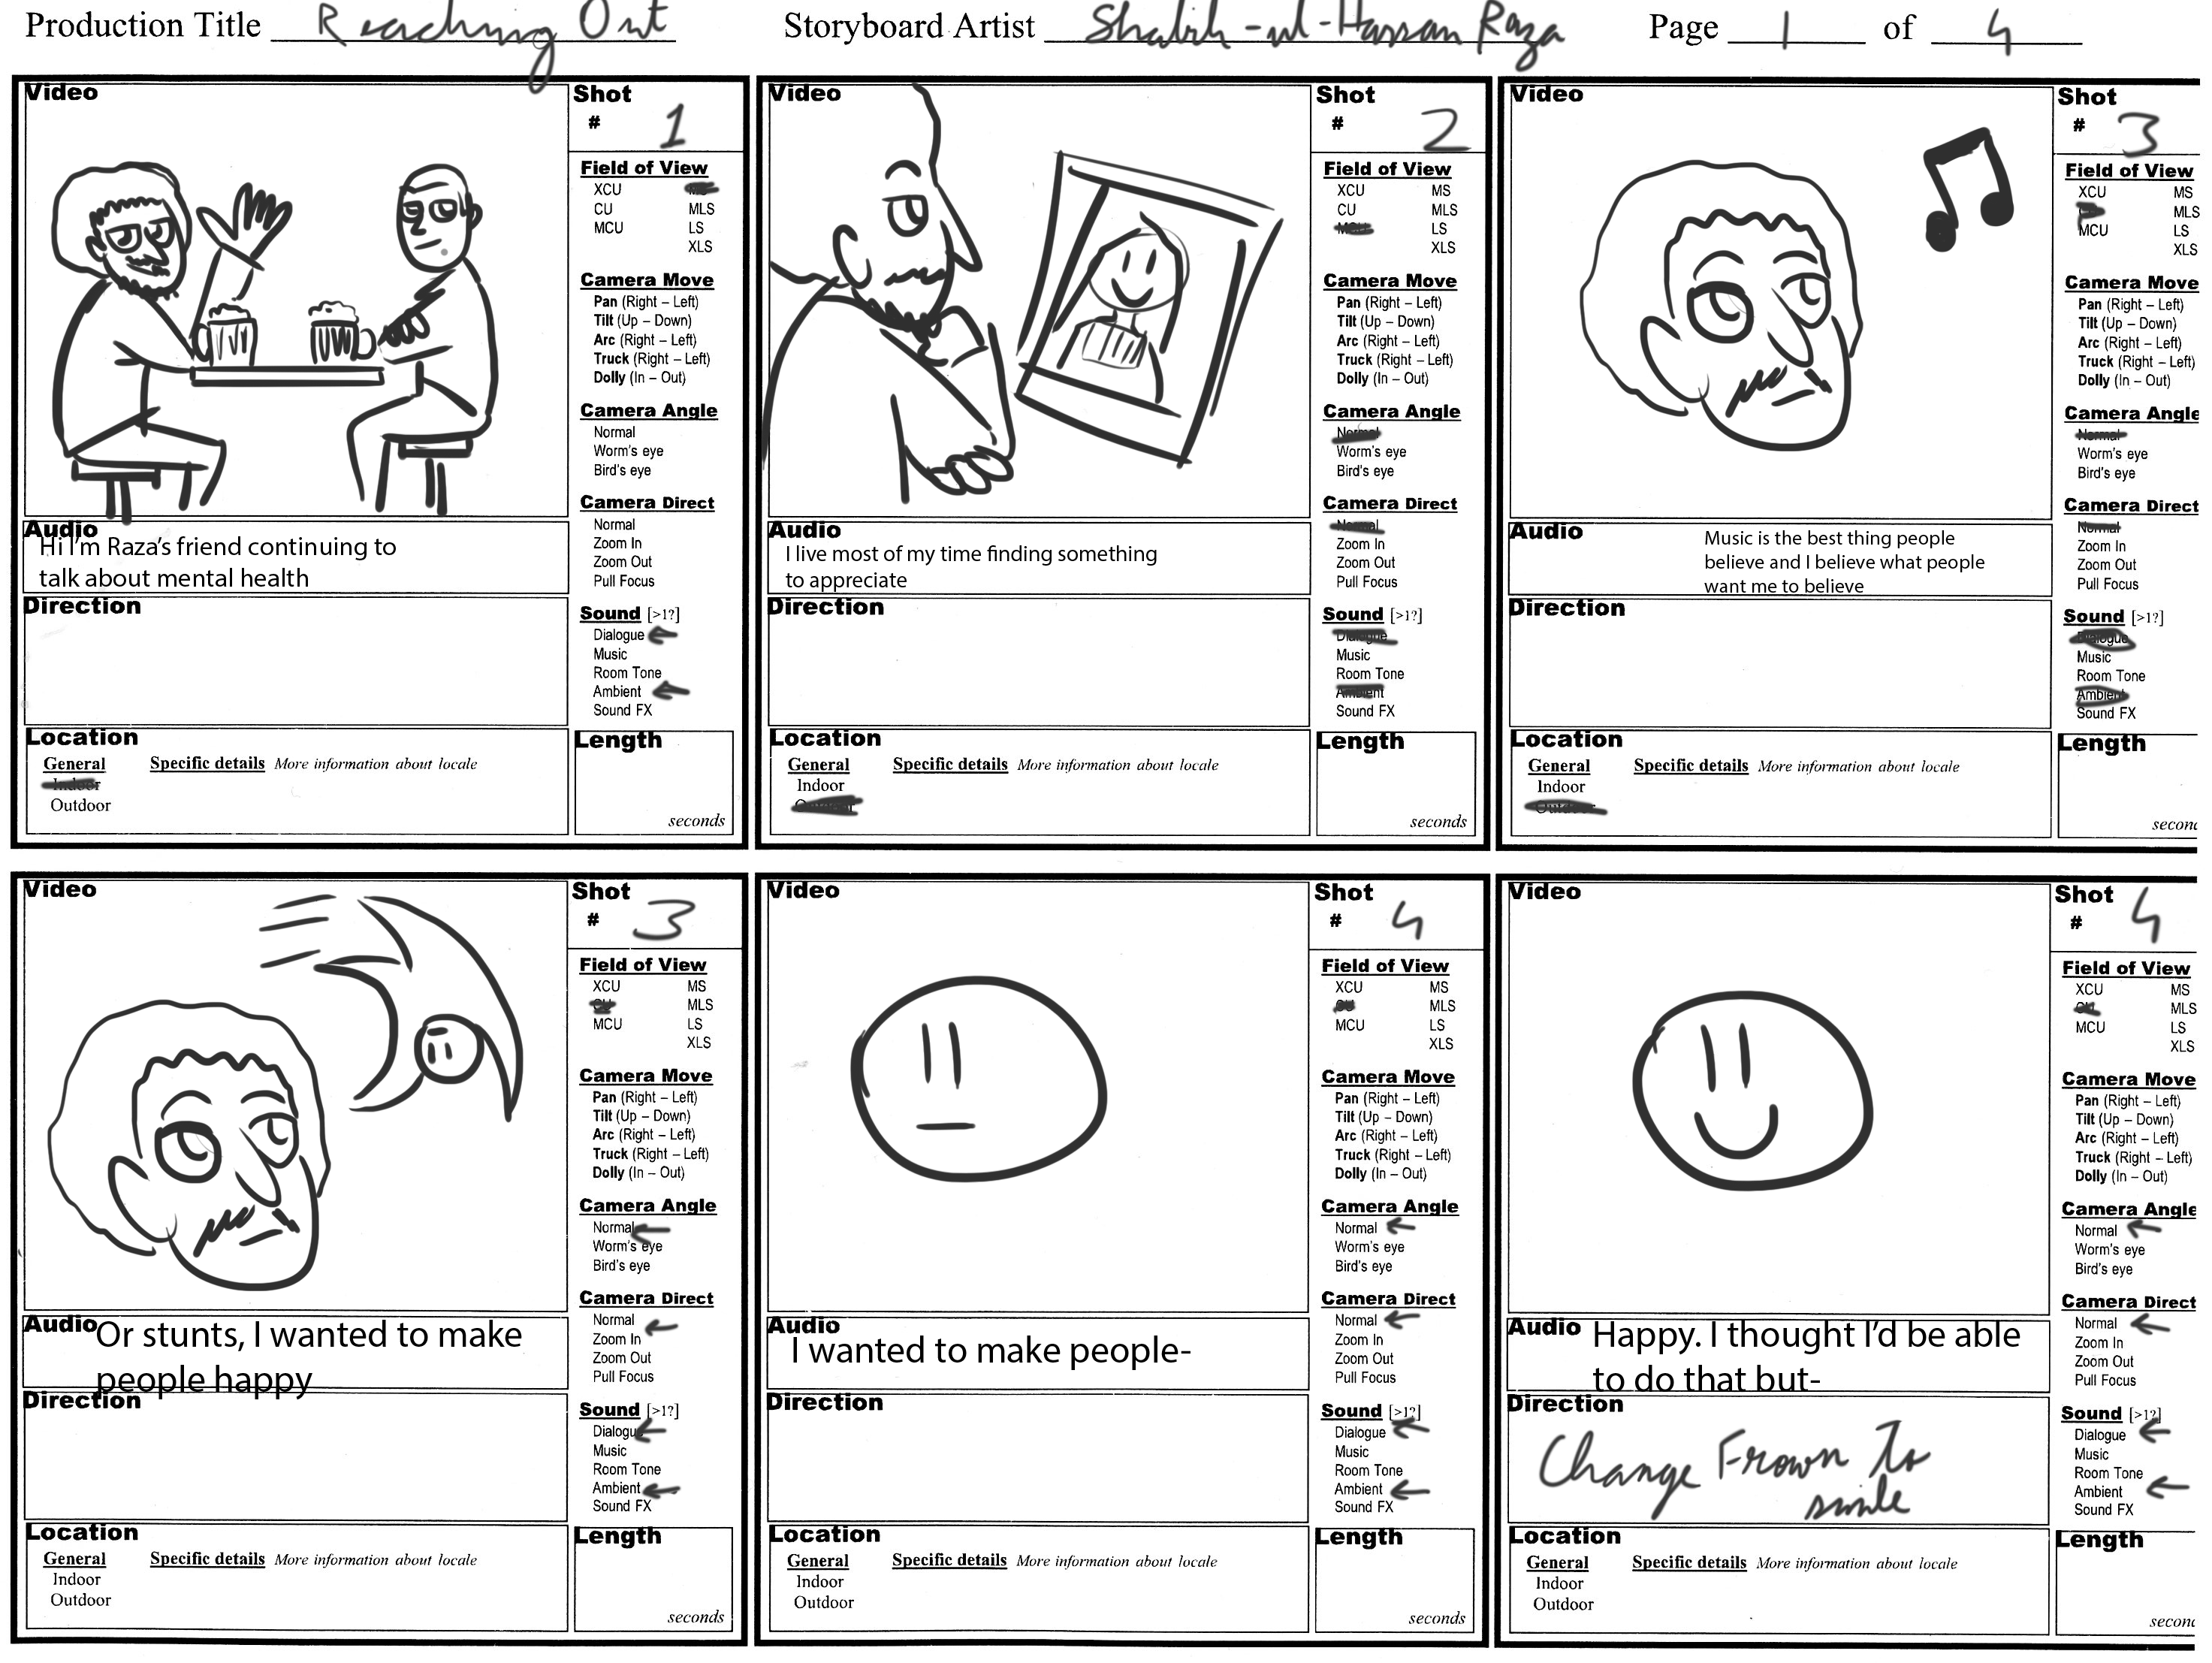 Production Title Reaching Out Storyboard Artist Shabih-ul-Hassan Raza Page 1 of 4
Video
Shot
# 1
Field of View
XCU
CU MLS
MCU LS
XLS
Camera Move
Pan (Right – Left)
Tilt (Up – Down)
Arc (Right – Left)
Truck (Right – Left)
Dolly (In – Out)
Camera Angle
Normal
Worm's eye
Bird's eye
Camera Direct
Normal
Zoom In
Zoom Out
Pull Focus
Sound [>1?]
Dialogue
Music
Room Tone
Ambient
Sound FX
Audio
Hi I'm Raza's friend continuing to
talk about mental health
Direction
Location
General Specific details More information about locale
Indoor
Outdoor
Length
seconds
Video
Shot
# 2
Field of View
XCU MS
CU MLS
MCU LS
XLS
Camera Move
Pan (Right – Left)
Tilt (Up – Down)
Arc (Right – Left)
Truck (Right – Left)
Dolly (In – Out)
Camera Angle
Normal
Worm's eye
Bird's eye
Camera Direct
Normal
Zoom In
Zoom Out
Pull Focus
Sound [>1?]
Dialogue
Music
Room Tone
Ambient
Sound FX
Audio
I live most of my time finding something
to appreciate
Direction
Location
General Specific details More information about locale
Indoor
Outdoor
Length
seconds
Video
Shot
# 3
Field of View
XCU MS
MLS
MCU LS
XLS
Camera Move
Pan (Right – Left)
Tilt (Up – Down)
Arc (Right – Left)
Truck (Right – Left)
Dolly (In – Out)
Camera Angle
Normal
Worm's eye
Bird's eye
Camera Direct
Normal
Zoom In
Zoom Out
Pull Focus
Sound [>1?]
Dialogue
Music
Room Tone
Ambient
Sound FX
Audio
Music is the best thing people
believe and I believe what people
want me to believe
Direction
Location
General Specific details More information about locale
Indoor
Outdoor
Length
secon
Video
Shot
# 3
Field of View
XCU MS
CU MLS
MCU LS
XLS
Camera Move
Pan (Right – Left)
Tilt (Up – Down)
Arc (Right – Left)
Truck (Right – Left)
Dolly (In – Out)
Camera Angle
Normal
Worm's eye
Bird's eye
Camera Direct
Normal
Zoom In
Zoom Out
Pull Focus
Sound [>1?]
Dialogue
Music
Room Tone
Ambient
Sound FX
Audio
Or stunts, I wanted to make
people happy
Direction
Location
General Specific details More information about locale
Indoor
Outdoor
Length
seconds
Video
Shot
# 4
Field of View
XCU MS
CU MLS
MCU LS
XLS
Camera Move
Pan (Right – Left)
Tilt (Up – Down)
Arc (Right – Left)
Truck (Right – Left)
Dolly (In – Out)
Camera Angle
Normal
Worm's eye
Bird's eye
Camera Direct
Normal
Zoom In
Zoom Out
Pull Focus
Sound [>1?]
Dialogue
Music
Room Tone
Ambient
Sound FX
Audio
I wanted to make people-
Direction
Location
General Specific details More information about locale
Indoor
Outdoor
Length
seconds
Video
Shot
# 4
Field of View
XCU MS
CU MLS
MCU LS
XLS
Camera Move
Pan (Right – Left)
Tilt (Up – Down)
Arc (Right – Left)
Truck (Right – Left)
Dolly (In – Out)
Camera Angle
Normal
Worm's eye
Bird's eye
Camera Direct
Normal
Zoom In
Zoom Out
Pull Focus
Sound [>1?]
Dialogue
Music
Room Tone
Ambient
Sound FX
Audio
Happy. I thought I'd be able
to do that but-
Direction
Change Frown To
smile
Location
General Specific details More information about locale
Indoor
Outdoor
Length
secon